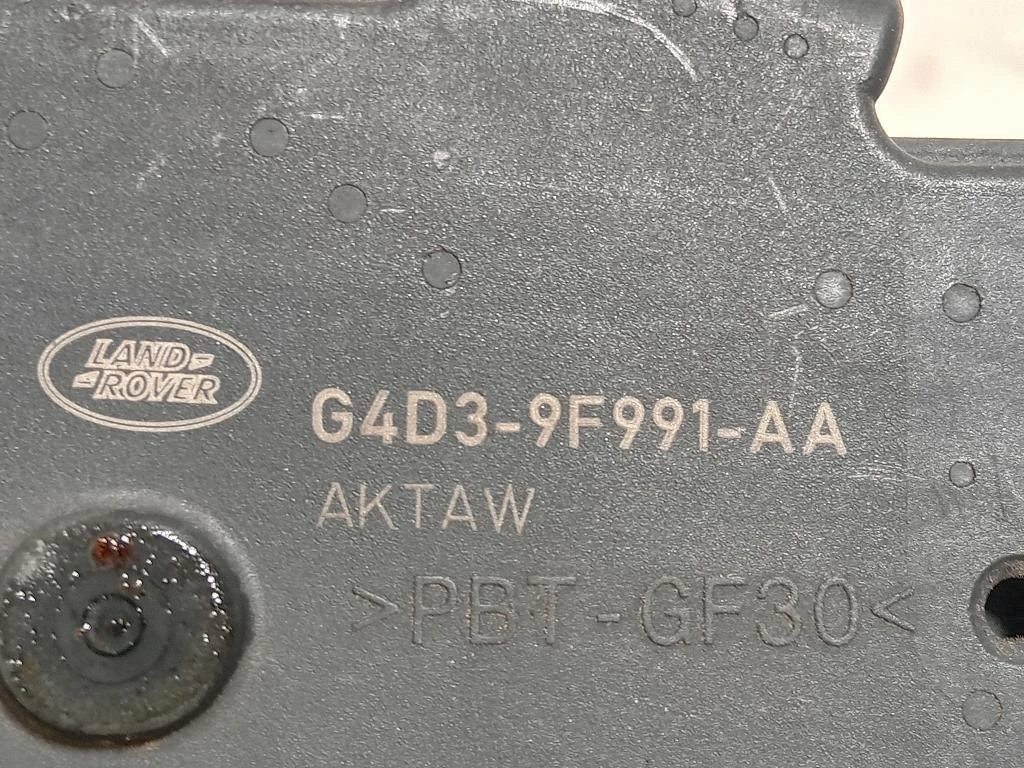 LAND-
-ROVER
G4D3-9F991-AA
AKTAW
>PBT-GF30<